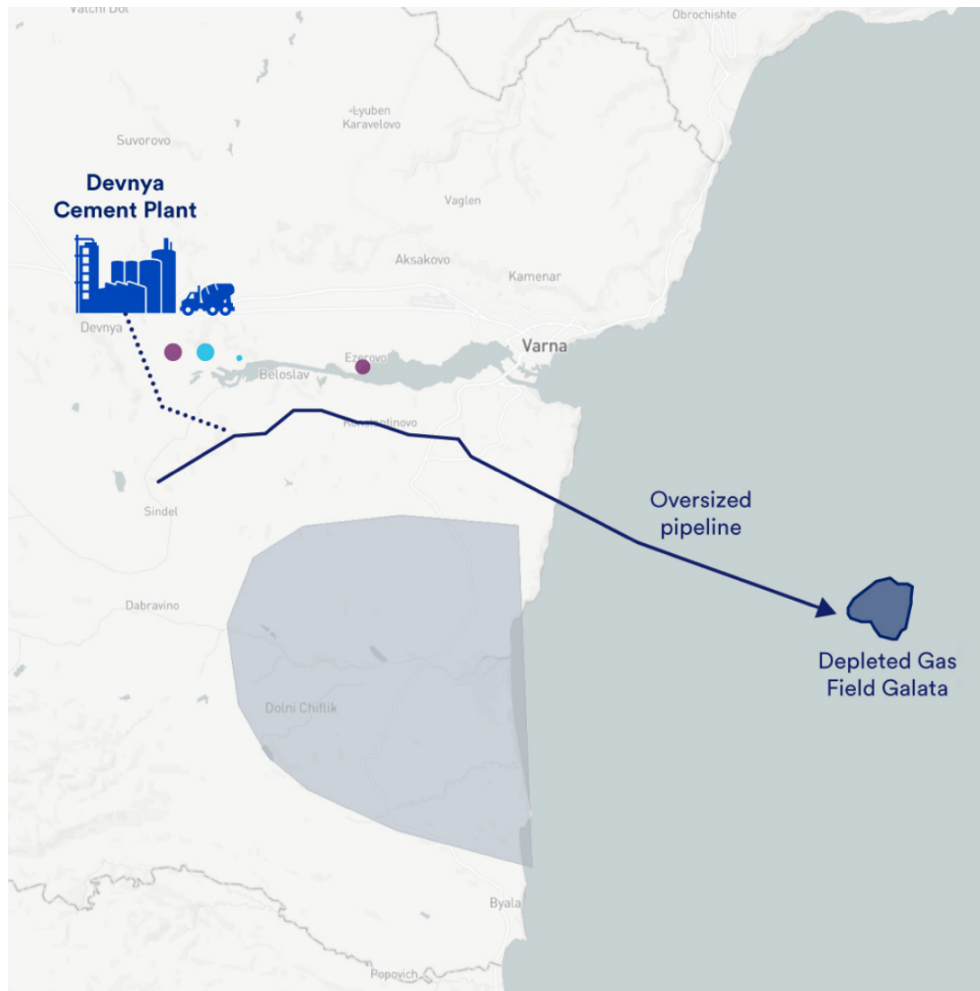 Valchi Dol
Obrochishte
Lyuben
Karavelovo
Suvorovo
Devnya
Cement Plant
Vaglen
Aksakovo
Kamenar
Devnya
Varna
Ezerovo
Beloslav
Konstantinovo
Oversized
pipeline
Sindel
Dabravino
Depleted Gas
Field Galata
Dolni Chiflik
Byala
Popovich